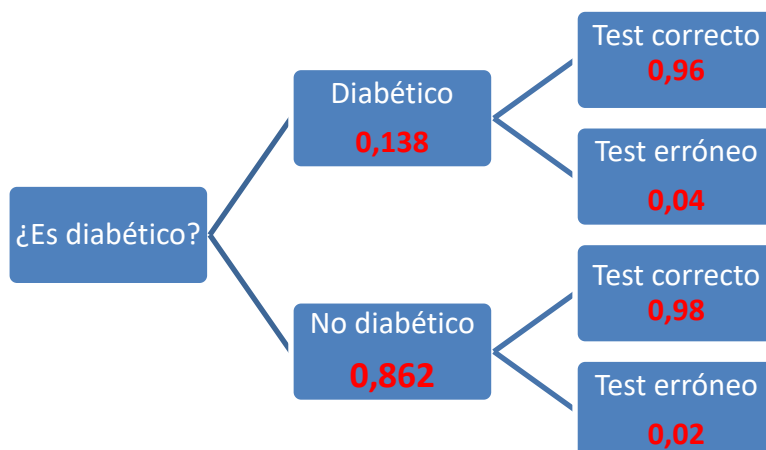 ¿Es diabético?
Diabético
0,138
No diabético
0,862
Test correcto
0,96
Test erróneo
0,04
Test correcto
0,98
Test erróneo
0,02